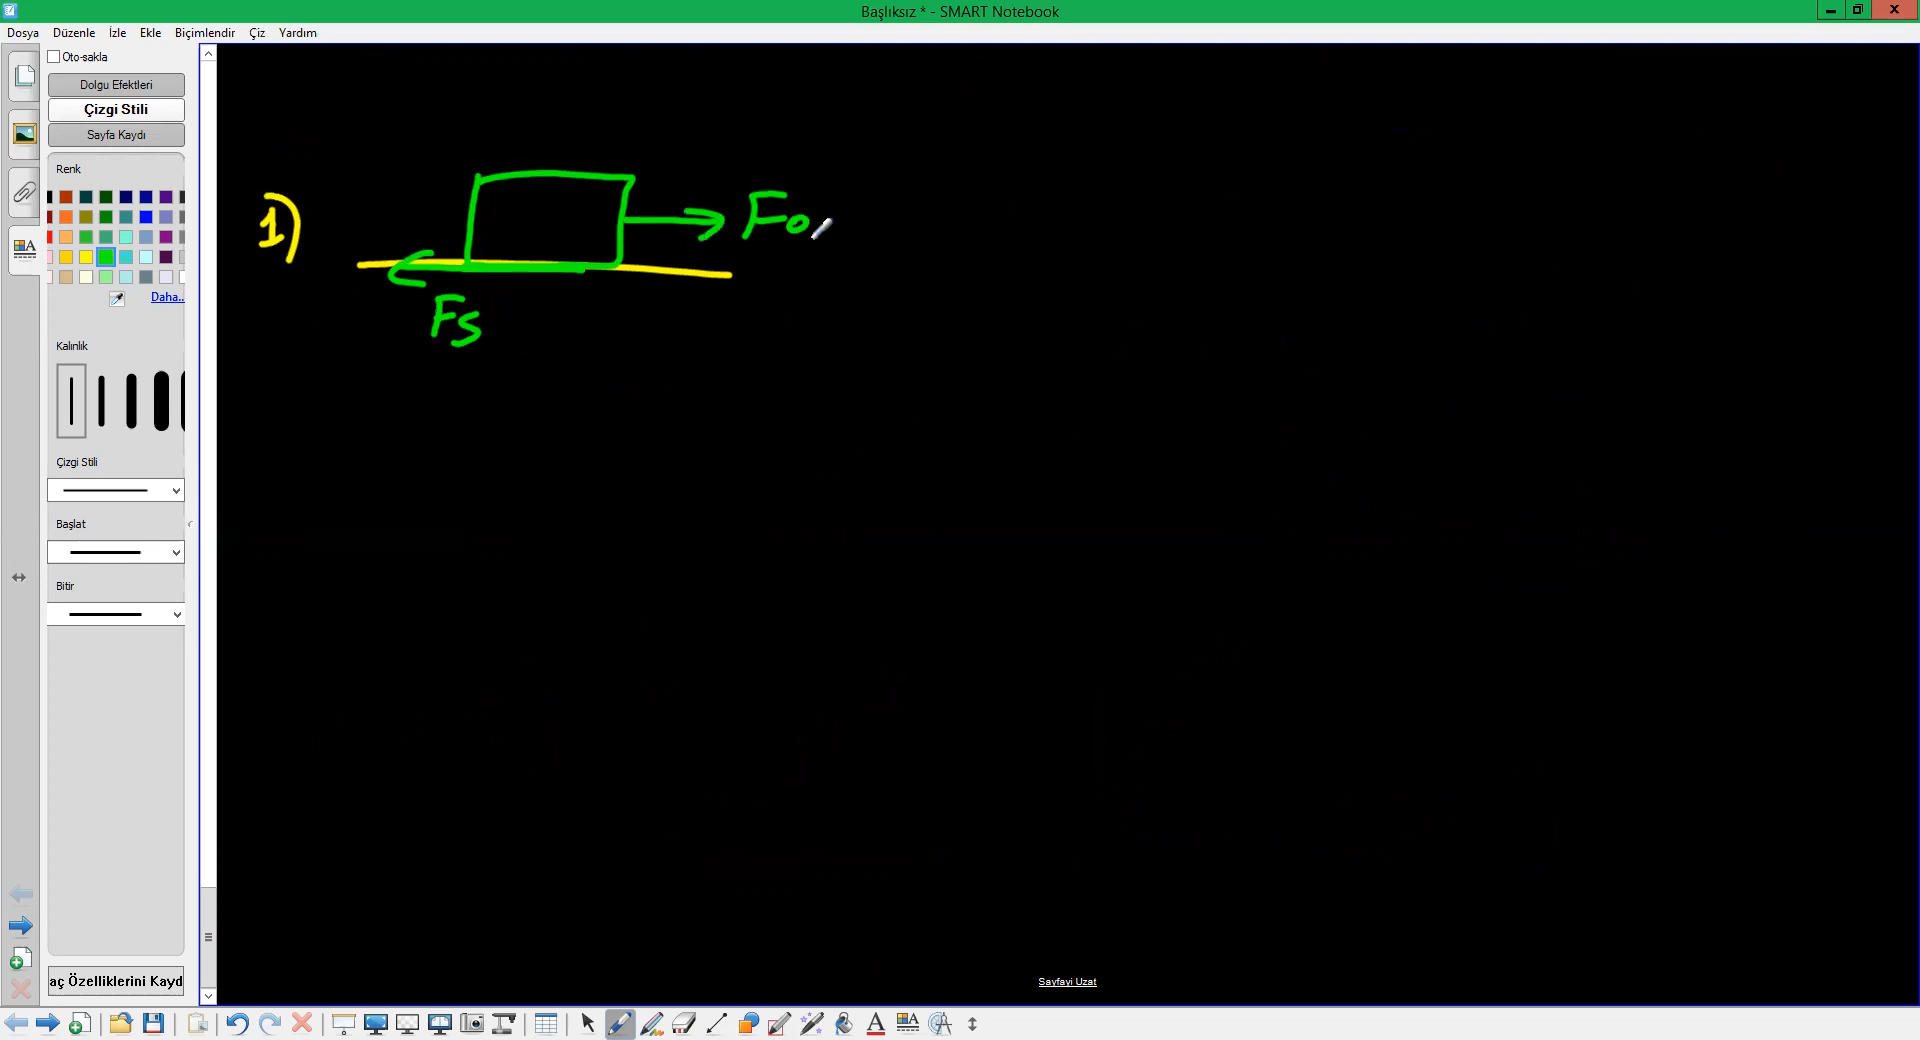 Başlıksız * - SMART Notebook
Dosya Düzenle İzle Ekle Biçimlendir Çiz Yardım
Oto-sakla
Dolgu Efektleri
Çizgi Stili
Sayfa Kaydı
Renk
Daha..
Kalınlık
Çizgi Stili
Başlat
Bitir
aç Özelliklerini Kayd
1)
Fo
Fs
Sayfayi Uzat